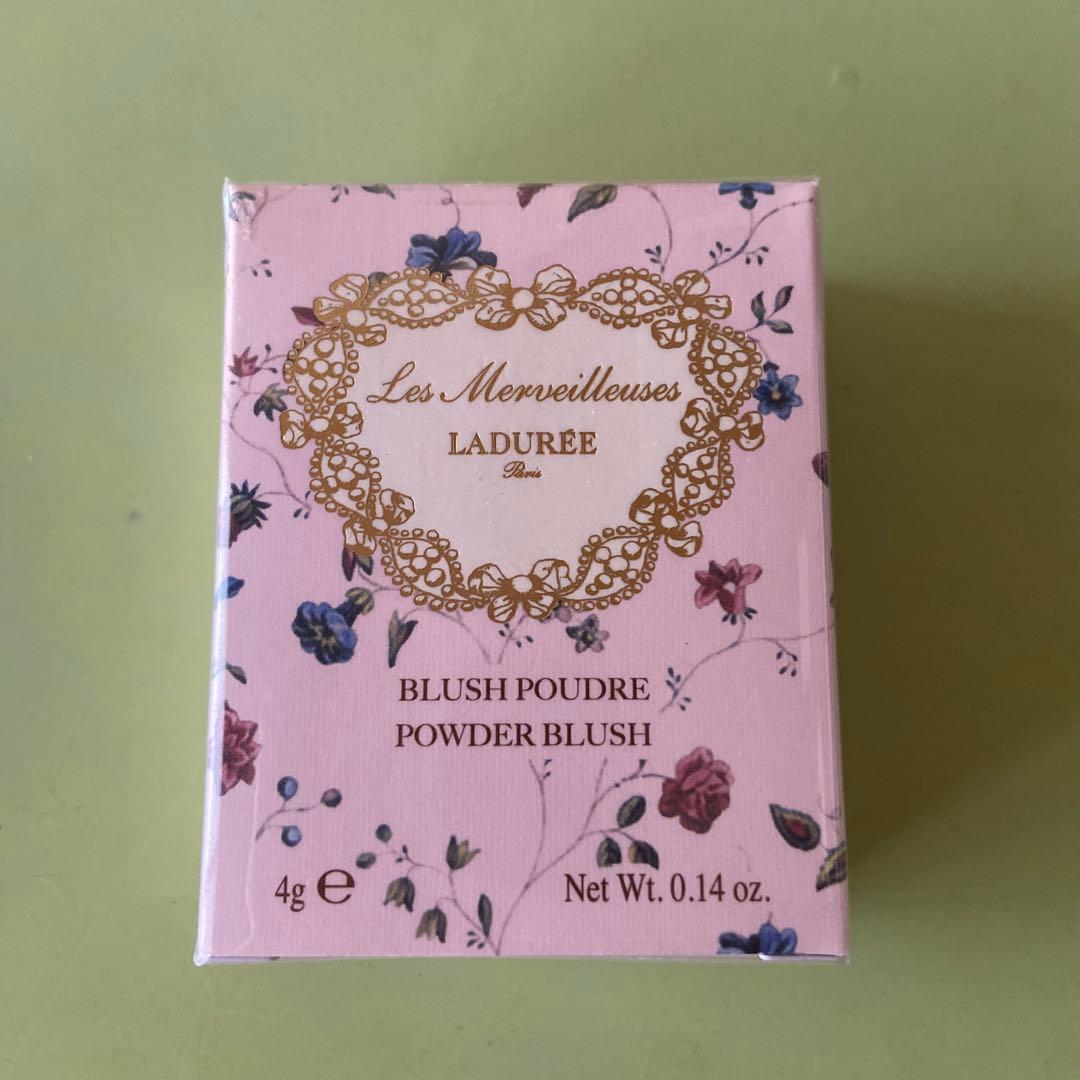 Les Merveilleuses
LADURÉE
Paris
BLUSH POUDRE
POWDER BLUSH
4g ℮
Net Wt. 0.14 oz.